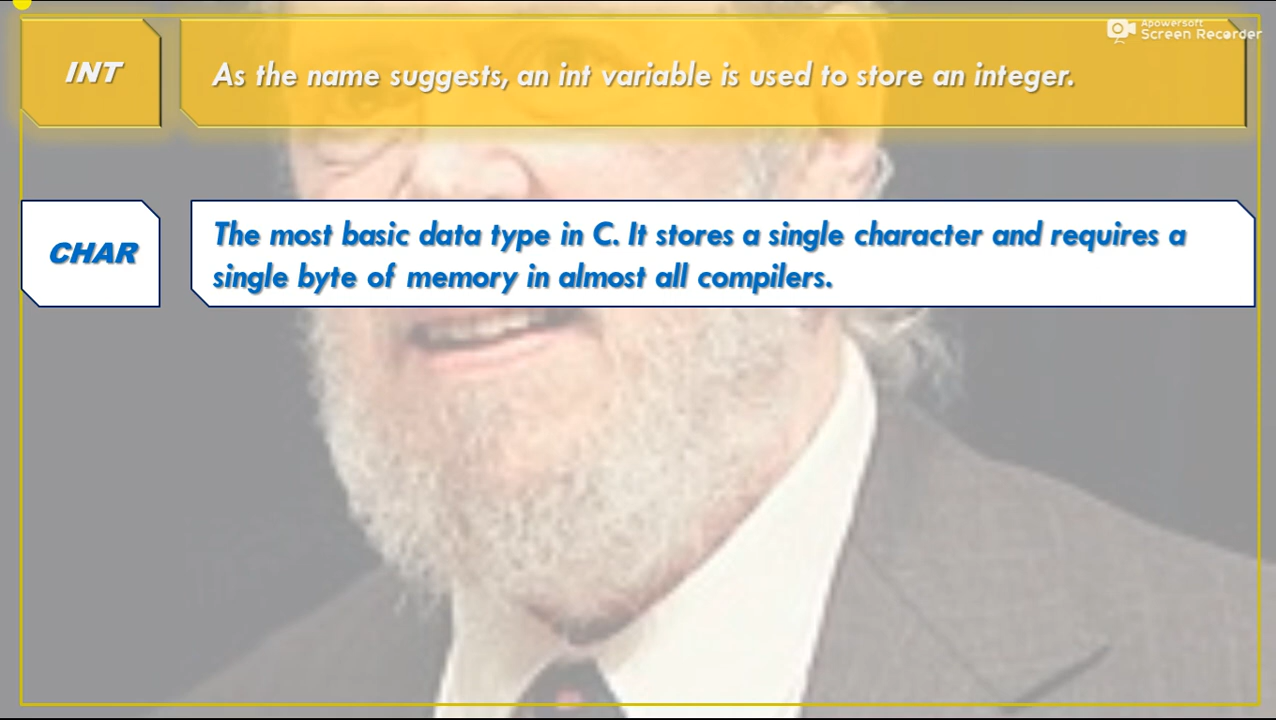 Apowersoft
Screen Recorder
INT
As the name suggests, an int variable is used to store an integer.
CHAR
The most basic data type in C. It stores a single character and requires a
single byte of memory in almost all compilers.